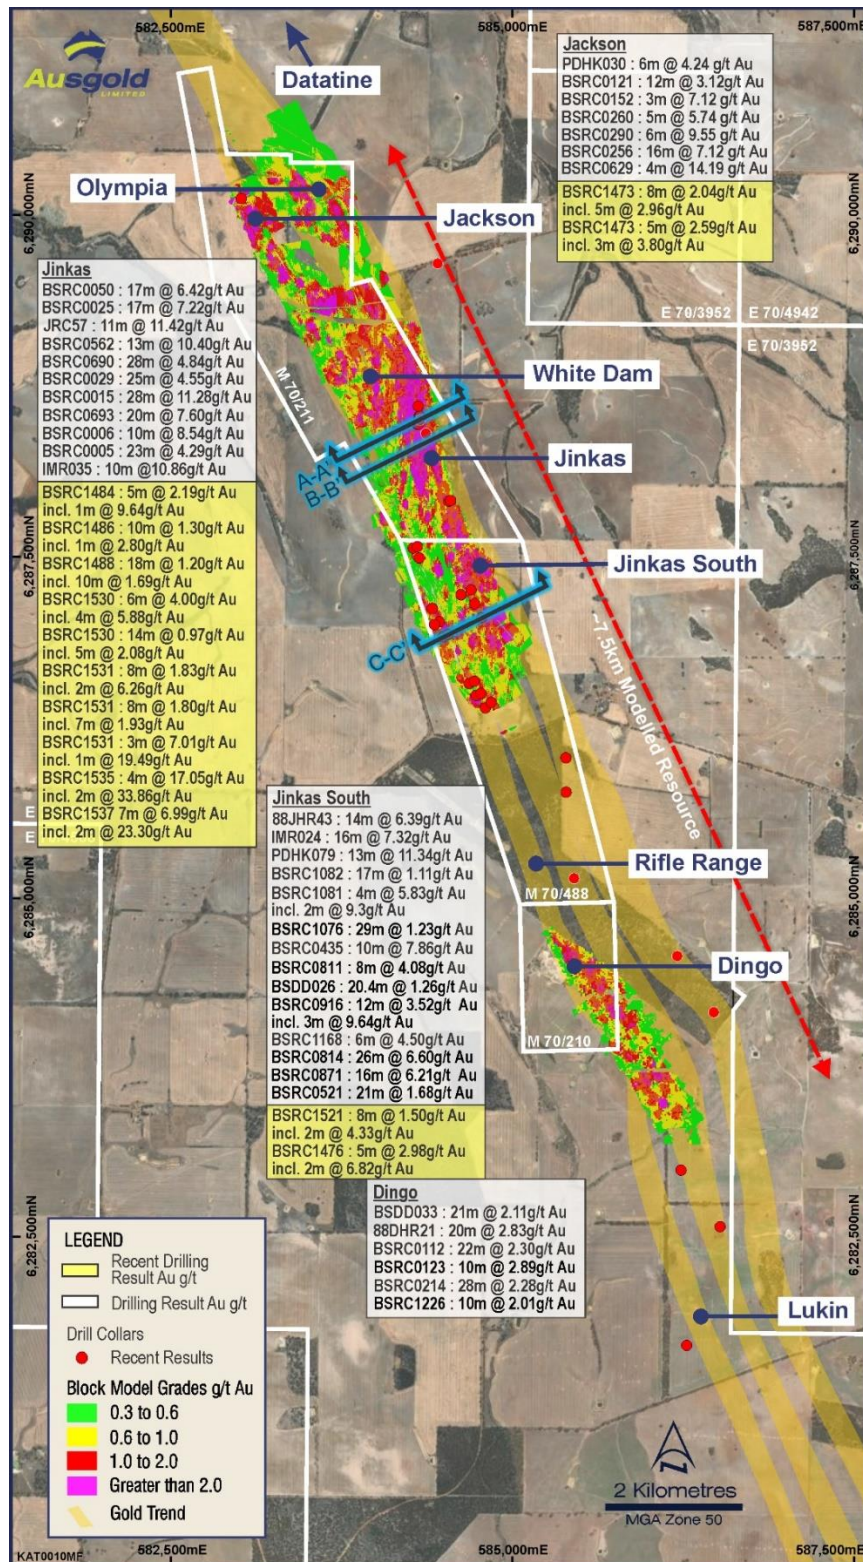 582,500mE
585,000mE
587,500mE
Ausgold
LIMITED
Datatine
Jackson
PDHK030 : 6m @ 4.24 g/t Au
BSRC0121 : 12m @ 3.12g/t Au
BSRC0152 : 3m @ 7.12 g/t Au
BSRC0260 : 5m @ 5.74 g/t Au
BSRC0290 : 6m @ 9.55 g/t Au
BSRC0256 : 16m @ 7.12 g/t Au
BSRC0629 : 4m @ 14.19 g/t Au
BSRC1473 : 8m @ 2.04g/t Au
incl. 5m @ 2.96g/t Au
BSRC1473 : 5m @ 2.59g/t Au
incl. 3m @ 3.80g/t Au
Olympia
Jackson
6,290,000mN
6,290,000mN
E 70/3952
E 70/4942
E 70/3952
Jinkas
BSRC0050 : 17m @ 6.42g/t Au
BSRC0025 : 17m @ 7.22g/t Au
JRC57 : 11m @ 11.42g/t Au
BSRC0562 : 13m @ 10.40g/t Au
BSRC0690 : 28m @ 4.84g/t Au
BSRC0029 : 25m @ 4.55g/t Au
BSRC0015 : 28m @ 11.28g/t Au
BSRC0693 : 20m @ 7.60g/t Au
BSRC0006 : 10m @ 8.54g/t Au
BSRC0005 : 23m @ 4.29g/t Au
IMR035 : 10m @10.86g/t Au
BSRC1484 : 5m @ 2.19g/t Au
incl. 1m @ 9.64g/t Au
BSRC1486 : 10m @ 1.30g/t Au
incl. 1m @ 2.80g/t Au
BSRC1488 : 18m @ 1.20g/t Au
incl. 10m @ 1.69g/t Au
BSRC1530 : 6m @ 4.00g/t Au
incl. 4m @ 5.88g/t Au
BSRC1530 : 14m @ 0.97g/t Au
incl. 5m @ 2.08g/t Au
BSRC1531 : 8m @ 1.83g/t Au
incl. 2m @ 6.26g/t Au
BSRC1531 : 8m @ 1.80g/t Au
incl. 7m @ 1.93g/t Au
BSRC1531 : 3m @ 7.01g/t Au
incl. 1m @ 19.49g/t Au
BSRC1535 : 4m @ 17.05g/t Au
incl. 2m @ 33.86g/t Au
BSRC1537 7m @ 6.99g/t Au
incl. 2m @ 23.30g/t Au
M 70/211
White Dam
A-A'
B-B'
Jinkas
6,287,500mN
6,287,500mN
Jinkas South
C-C'
~7.5km Modelled Resource
E
Jinkas South
88JHR43 : 14m @ 6.39g/t Au
IMR024 : 16m @ 7.32g/t Au
PDHK079 : 13m @ 11.34g/t Au
BSRC1082 : 17m @ 1.11g/t Au
BSRC1081 : 4m @ 5.83g/t Au
incl. 2m @ 9.3g/t Au
BSRC1076 : 29m @ 1.23g/t Au
BSRC0435 : 10m @ 7.86g/t Au
BSRC0811 : 8m @ 4.08g/t Au
BSDD026 : 20.4m @ 1.26g/t Au
BSRC0916 : 12m @ 3.52g/t Au
incl. 3m @ 9.64g/t Au
BSRC1168 : 6m @ 4.50g/t Au
BSRC0814 : 26m @ 6.60g/t Au
BSRC0871 : 16m @ 6.21g/t Au
BSRC0521 : 21m @ 1.68g/t Au
BSRC1521 : 8m @ 1.50g/t Au
incl. 2m @ 4.33g/t Au
BSRC1476 : 5m @ 2.98g/t Au
incl. 2m @ 6.82g/t Au
Rifle Range
M 70/488
6,285,000mN
6,285,000mN
Dingo
M 70/210
Dingo
BSDD033 : 21m @ 2.11g/t Au
88DHR21 : 20m @ 2.83g/t Au
BSRC0112 : 22m @ 2.30g/t Au
BSRC0123 : 10m @ 2.89g/t Au
BSRC0214 : 28m @ 2.28g/t Au
BSRC1226 : 10m @ 2.01g/t Au
6,282,500mN
6,282,500mN
Lukin
LEGEND
Recent Drilling
Result Au g/t
Drilling Result Au g/t
Drill Collars
Recent Results
Block Model Grades g/t Au
0.3 to 0.6
0.6 to 1.0
1.0 to 2.0
Greater than 2.0
Gold Trend
N
2 Kilometres
MGA Zone 50
KAT0010MF
582,500mE
585,000mE
587,500mE